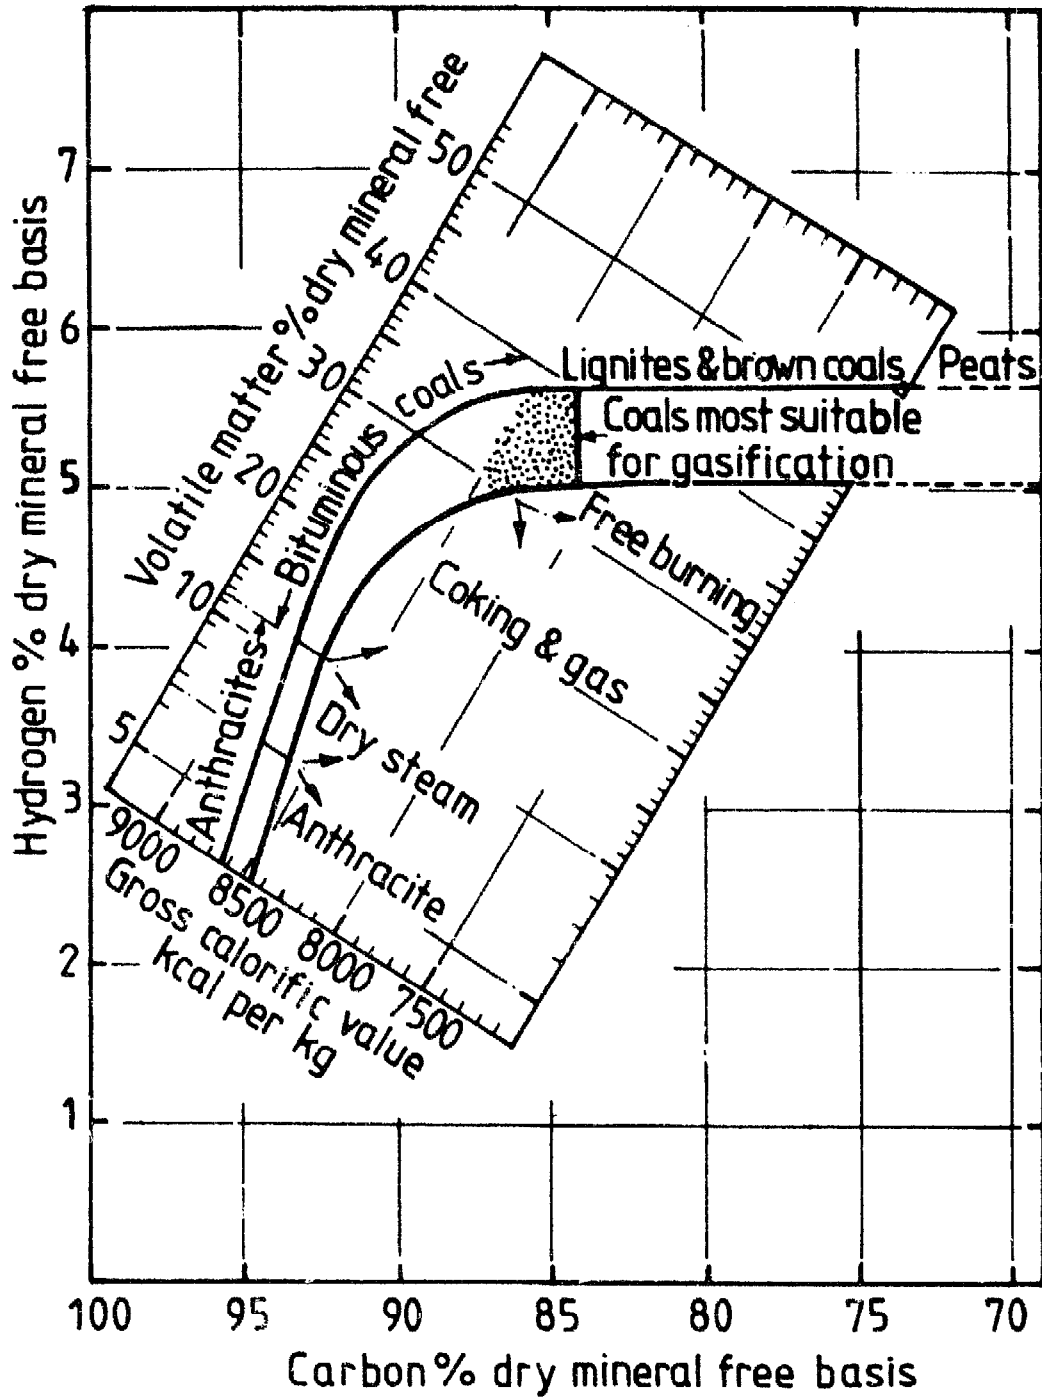 Hydrogen % dry mineral free basis
7
6
5
4
3
2
1
Volatile matter % dry mineral free
50
40
30
20
10
5
Bituminous coals
Anthracites
Lignites & brown coals
Peats
Coals most suitable
for gasification
Free burning
Coking & gas
Dry steam
Anthracite
9000
8500
8000
7500
Gross calorific value
kcal per kg
100
95
90
85
80
75
70
Carbon % dry mineral free basis